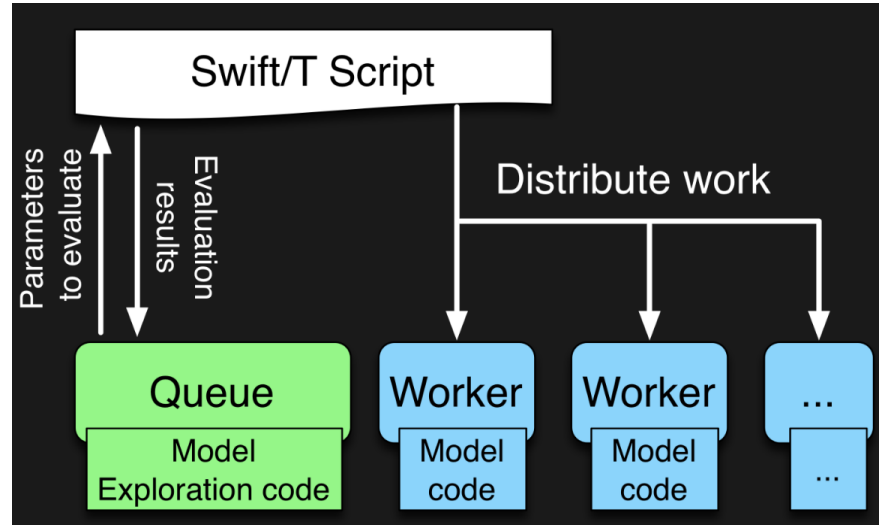 Swift/T Script
Parameters
to evaluate
Evaluation
results
Distribute work
Queue
Model
Exploration code
Worker
Model
code
Worker
Model
code
...
...